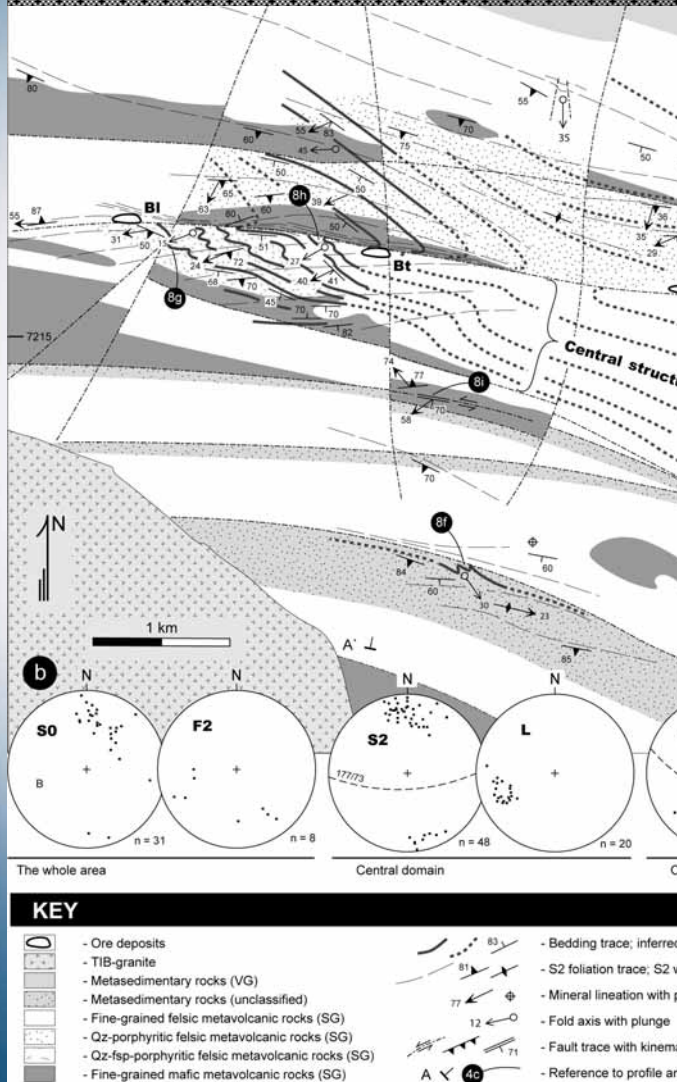 80
55
35
60
55
83
45
75
70
50
50
65
63
60
8h
39
50
36
35
29
55
87
Bl
31
50
15
80
51
27
Bt
24
72
40
41
8g
68
70
45
70
70
82
7215
Central structu
74
77
8i
58
70
70
N
8f
84
60
60
30
23
85
1 km
A'
b
N
N
N
N
S0
F2
S2
L
B
177/73
n = 31
n = 8
n = 48
n = 20
The whole area
Central domain
C
KEY
- Ore deposits
- TIB-granite
- Metasedimentary rocks (VG)
- Metasedimentary rocks (unclassified)
- Fine-grained felsic metavolcanic rocks (SG)
- Qz-porphyritic felsic metavolcanic rocks (SG)
- Qz-fsp-porphyritic felsic metavolcanic rocks (SG)
- Fine-grained mafic metavolcanic rocks (SG)
83 - Bedding trace; inferred
81 - S2 foliation trace; S2 w
77 - Mineral lineation with p
12 - Fold axis with plunge
71 - Fault trace with kinema
A 4c - Reference to profile an